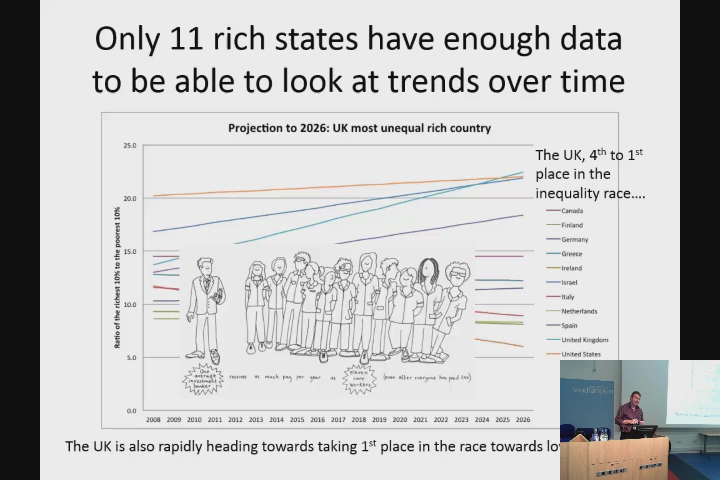 Only 11 rich states have enough data
to be able to look at trends over time
Projection to 2026: UK most unequal rich country
The UK, 4th to 1st
place in the
inequality race....
Ratio of the richest 10% to the poorest 10%
25.0
20.0
15.0
10.0
5.0
0.0
Canada
Finland
Germany
Greece
Ireland
Israel
Italy
Netherlands
Spain
United Kingdom
United States
One average investment banker receives as much pay per year as eleven care workers (even after everyone has paid tax)
2008 2009 2010 2011 2012 2013 2014 2015 2016 2017 2018 2019 2020 2021 2022 2023 2024 2025 2026
The UK is also rapidly heading towards taking 1st place in the race towards